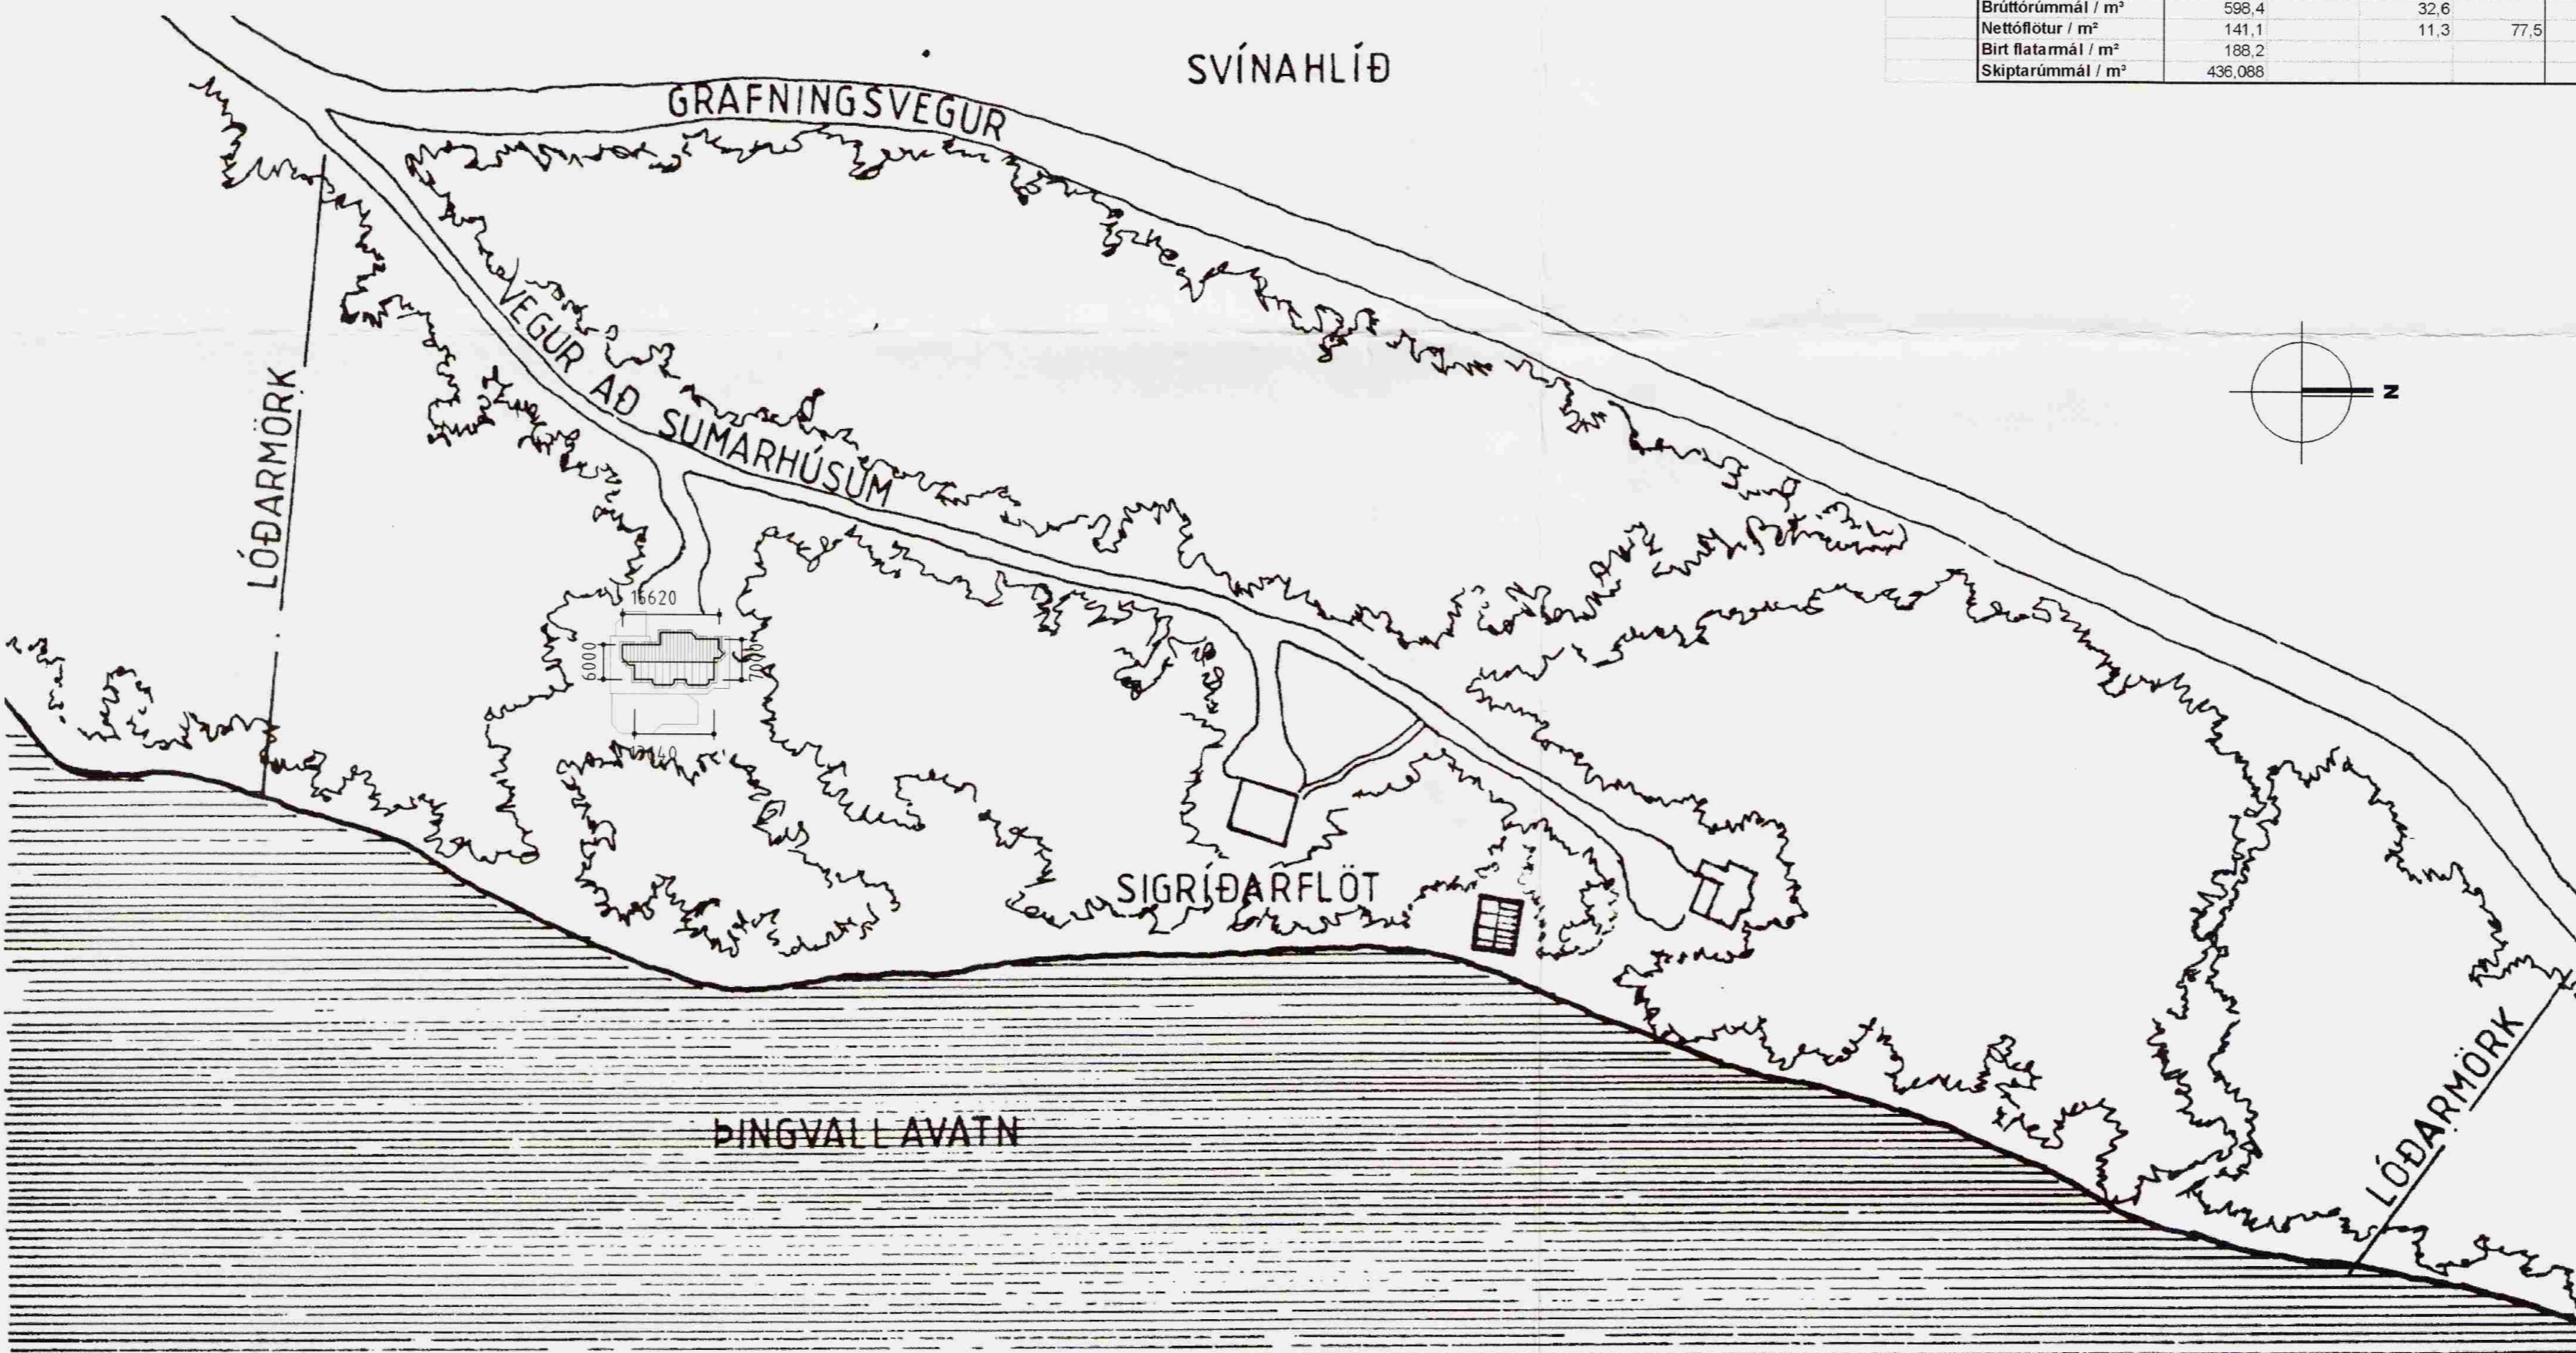 Brúttórúmmál / m³ 598,4 32,6
Nettóflötur / m² 141,1 11,3 77,5
Birt flatarmál / m² 188,2
Skiptarúmmál / m³ 436,088
SVÍNAHLÍÐ
GRAFNINGSVEGUR
VEGUR AÐ SUMARHÚSUM
LÓÐARMÖRK
N
16620
6000
SIGRÍÐARFLÖT
ÞINGVALLAVATN
LÓÐARMÖRK